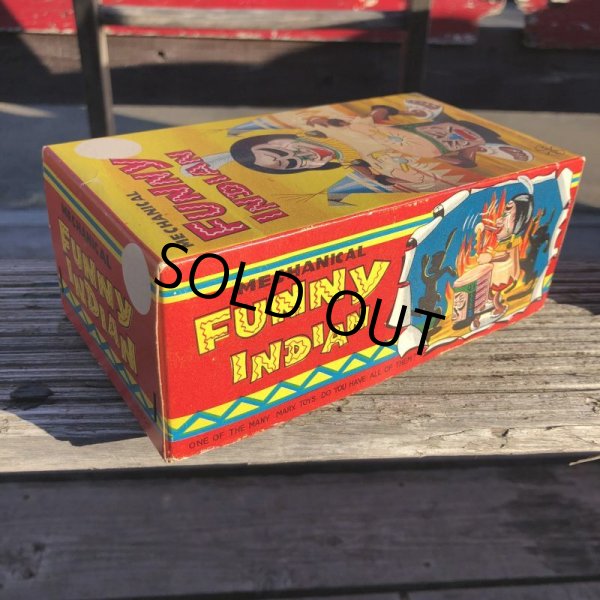 MECHANICAL
FUNNY
INDIAN
MECHANICAL
FUNNY
INDIAN
MECHANICAL
FUNNY
INDIAN
SOLD OUT
ONE OF THE MANY MARX TOYS. DO YOU HAVE ALL OF THEM